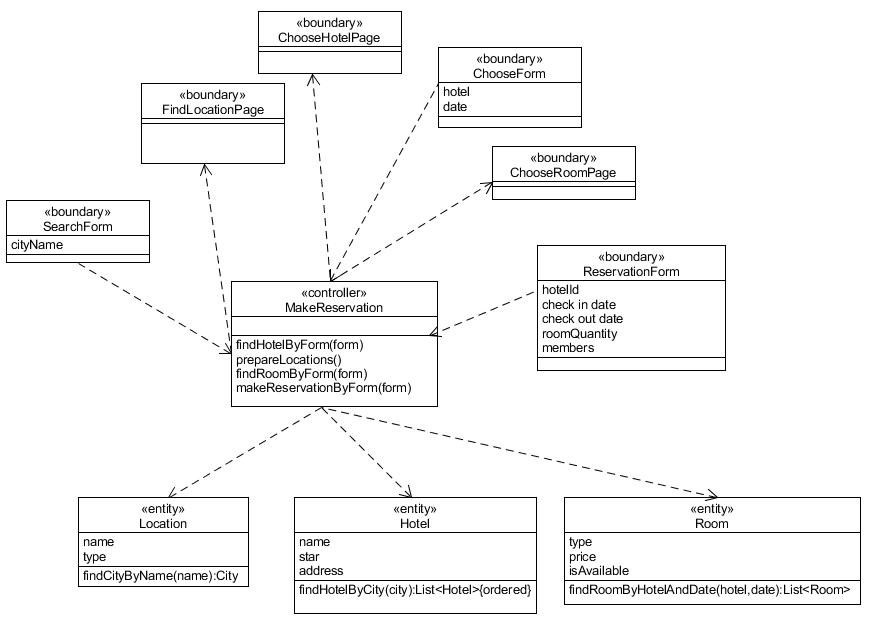 «boundary»
ChooseHotelPage
«boundary»
ChooseForm
hotel
date
«boundary»
FindLocationPage
«boundary»
ChooseRoomPage
«boundary»
SearchForm
cityName
«boundary»
ReservationForm
hotelId
check in date
check out date
roomQuantity
members
«controller»
MakeReservation
findHotelByForm(form)
prepareLocations()
findRoomByForm(form)
makeReservationByForm(form)
«entity»
Location
name
type
findCityByName(name):City
«entity»
Hotel
name
star
address
findHotelByCity(city):List<Hotel>{ordered}
«entity»
Room
type
price
isAvailable
findRoomByHotelAndDate(hotel,date):List<Room>